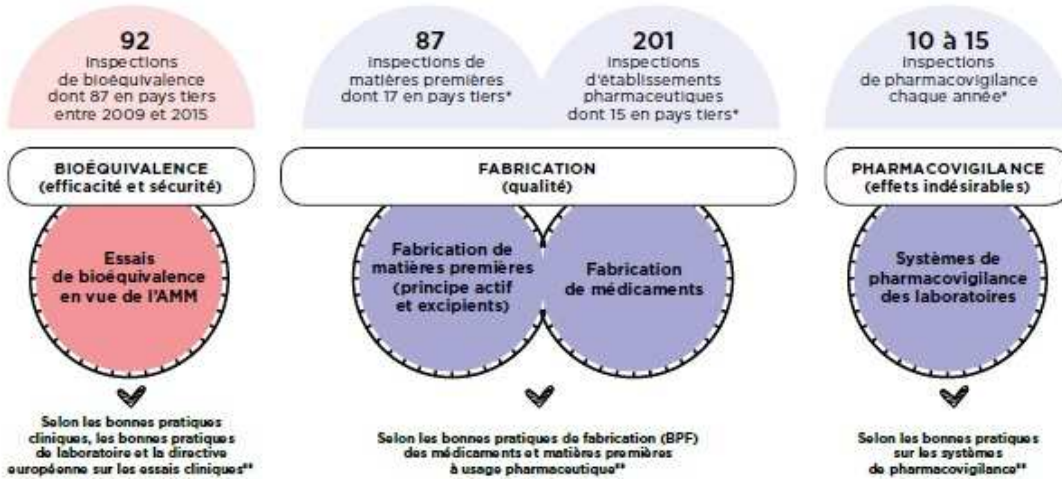 92
inspections
de bioéquivalence
dont 87 en pays tiers
entre 2009 et 2015
87
inspections de
matières premières
dont 17 en pays tiers*
201
inspections
d'établissements
pharmaceutiques
dont 15 en pays tiers*
10 à 15
inspections
de pharmacovigilance
chaque année*
BIOÉQUIVALENCE
(efficacité et sécurité)
FABRICATION
(qualité)
PHARMACOVIGILANCE
(effets indésirables)
Essais
de bioéquivalence
en vue de l'AMM
Fabrication de
matières premières
(principe actif
et excipients)
Fabrication
de médicaments
Systèmes de
pharmacovigilance
des laboratoires
Selon les bonnes pratiques
cliniques, les bonnes pratiques
de laboratoire et la directive
européenne sur les essais cliniques**
Selon les bonnes pratiques de fabrication (BPF)
des médicaments et matières premières
à usage pharmaceutique**
Selon les bonnes pratiques
sur les systèmes
de pharmacovigilance**